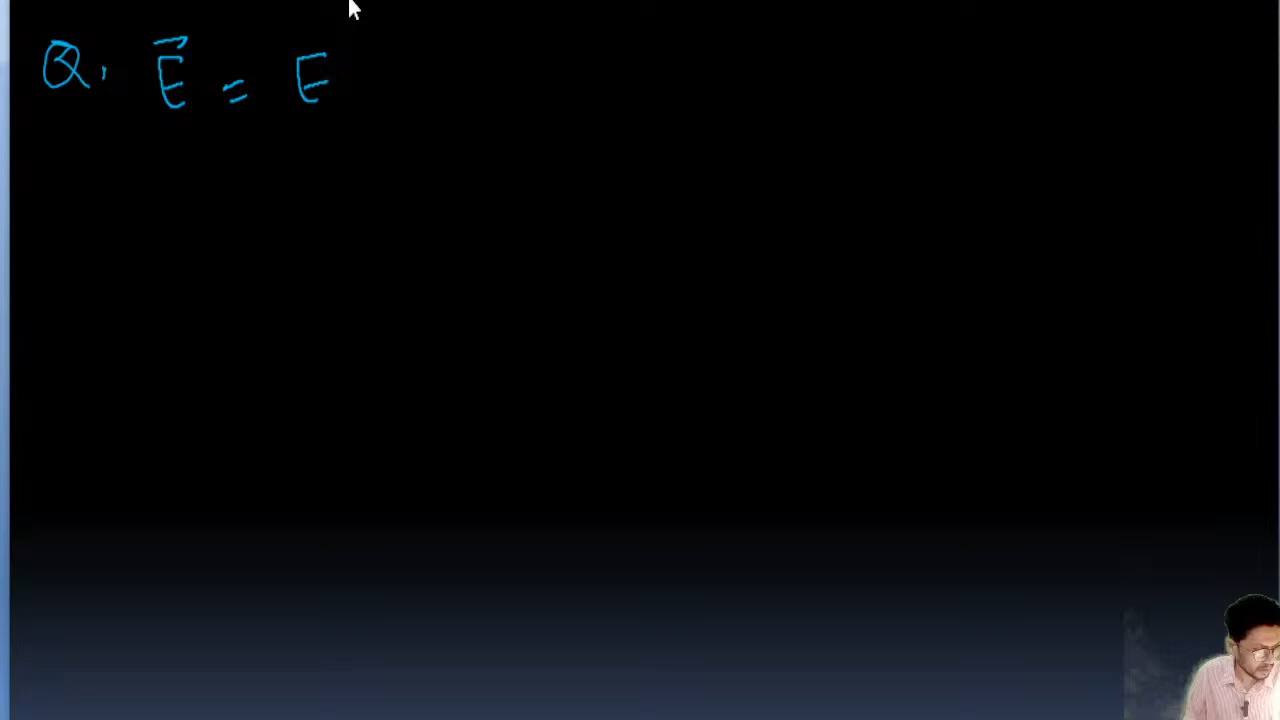 Q. E⃗ = E